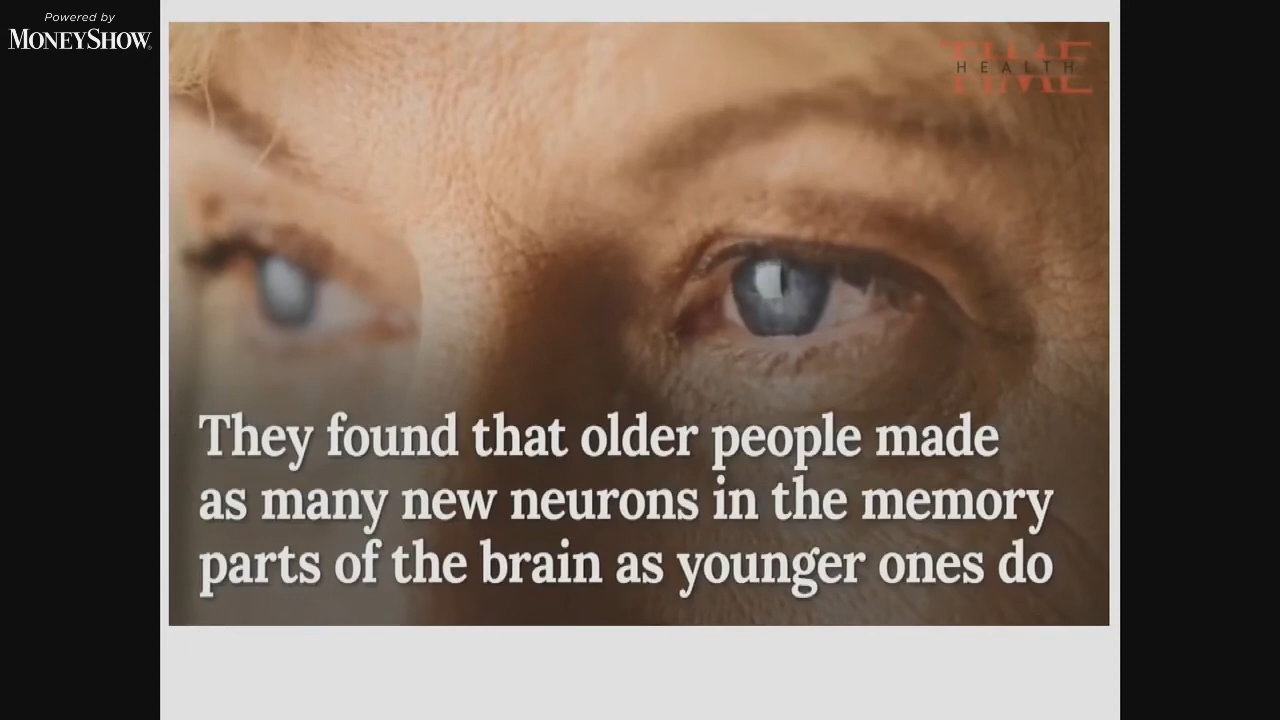 Powered by
MONEYSHOW
TIME
HEALTH
They found that older people made
as many new neurons in the memory
parts of the brain as younger ones do